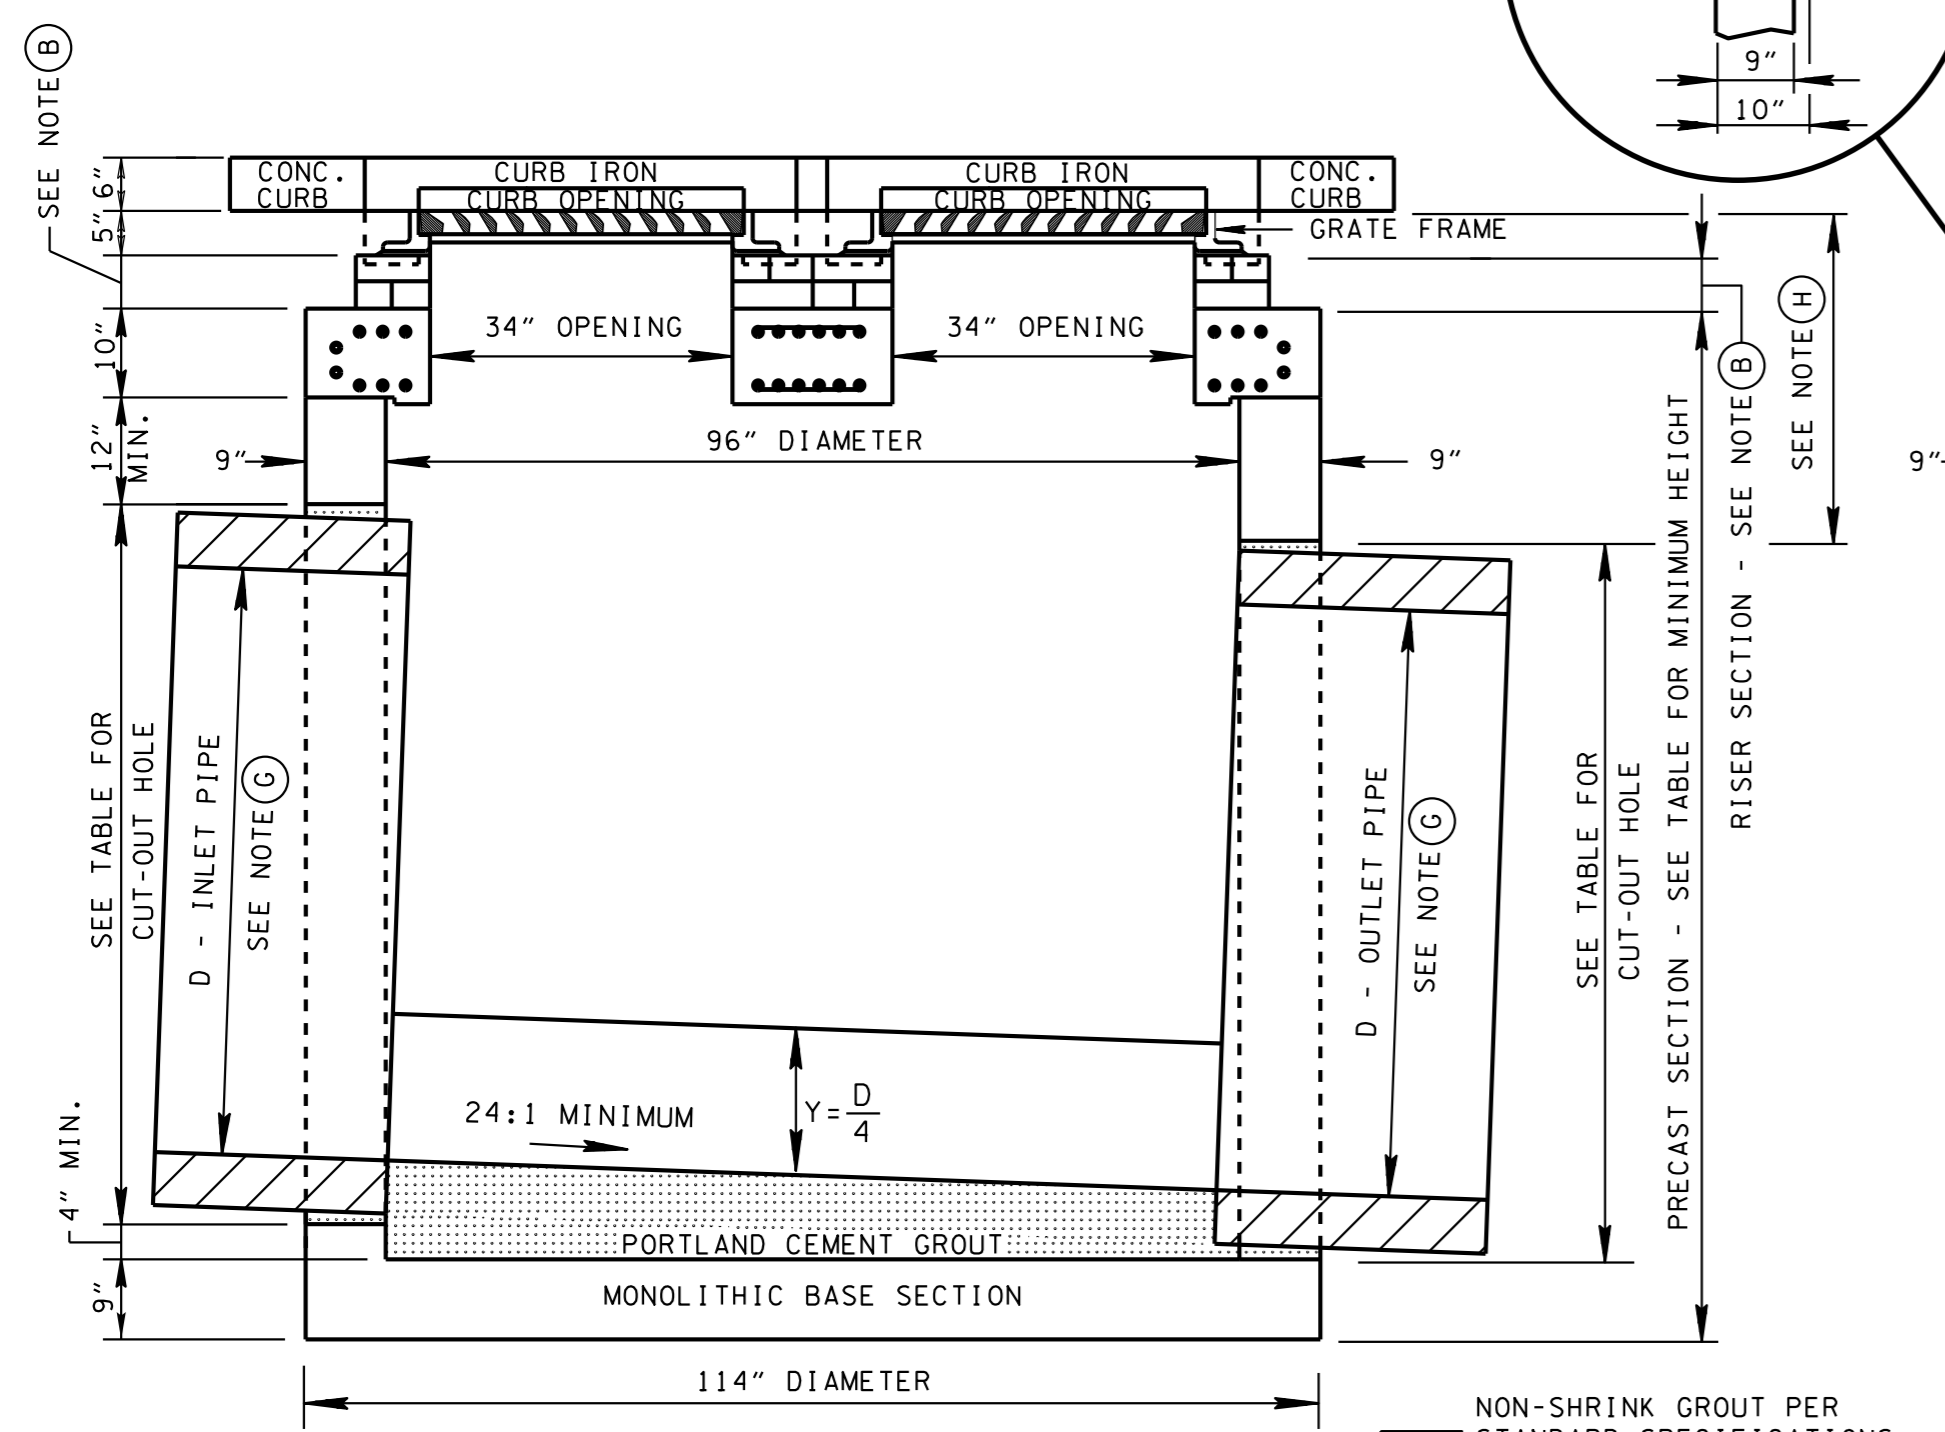 SEE NOTE B
9"
10"
CONC.
CURB
CURB IRON
CURB OPENING
CURB IRON
CURB OPENING
CONC.
CURB
6"
5"
GRATE FRAME
10"
34" OPENING
34" OPENING
SEE NOTE H
12"
MIN.
9"
96" DIAMETER
9"
9"
SEE TABLE FOR
CUT-OUT HOLE
D - INLET PIPE
SEE NOTE G
D - OUTLET PIPE
SEE NOTE G
SEE TABLE FOR
CUT-OUT HOLE
PRECAST SECTION - SEE TABLE FOR MINIMUM HEIGHT
RISER SECTION - SEE NOTE B
24:1 MINIMUM
Y=D
4
4" MIN.
PORTLAND CEMENT GROUT
9"
MONOLITHIC BASE SECTION
114" DIAMETER
NON-SHRINK GROUT PER
STANDARD SPECIFICATIONS